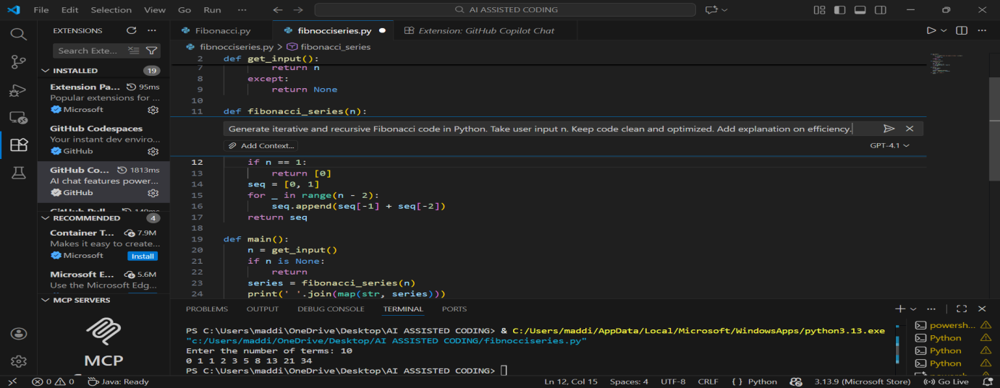 File Edit Selection View Go Run ··· AI ASSISTED CODING
EXTENSIONS ···
Search Exte...
INSTALLED 19
Extension Pa... 95ms
Popular extensions for ...
Microsoft
GitHub Codespaces
Your instant dev enviro...
GitHub
GitHub Co... 1813ms
AI chat features power...
GitHub
RECOMMENDED 4
Container T... 7.9M
Makes it easy to create...
Microsoft Install
Microsoft E... 5.6M
Use the Microsoft Edg...
MCP SERVERS
MCP
Fibonacci.py fibnocciseries.py Extension: GitHub Copilot Chat
fibnocciseries.py > fibonacci_series
2 def get_input():
7 return n
8 except:
9 return None
10
11 def fibonacci_series(n):
Generate iterative and recursive Fibonacci code in Python. Take user input n. Keep code clean and optimized. Add explanation on efficiency.
Add Context... GPT-4.1
12 if n == 1:
13 return [0]
14 seq = [0, 1]
15 for _ in range(n - 2):
16 seq.append(seq[-1] + seq[-2])
17 return seq
18
19 def main():
20 n = get_input()
21 if n is None:
22 return
23 series = fibonacci_series(n)
24 print(' '.join(map(str, series)))
PROBLEMS OUTPUT DEBUG CONSOLE TERMINAL PORTS
PS C:\Users\maddi\OneDrive\Desktop\AI ASSISTED CODING> & C:/Users/maddi/AppData/Local/Microsoft/WindowsApps/python3.13.exe
"c:/Users/maddi/OneDrive/Desktop/AI ASSISTED CODING/fibnocciseries.py"
Enter the number of terms: 10
0 1 1 2 3 5 8 13 21 34
PS C:\Users\maddi\OneDrive\Desktop\AI ASSISTED CODING>
powersh...
Python
Python
Python
0 0 Java: Ready Ln 12, Col 15 Spaces: 4 UTF-8 CRLF { } Python 3.13.9 (Microsoft Store) Go Live